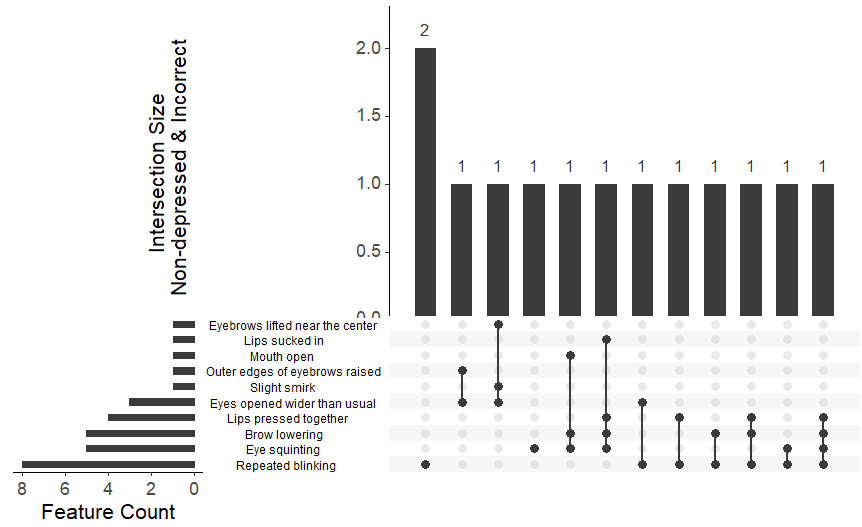 Intersection Size
Non-depressed & Incorrect
2.0
1.5
1.0
0.5
0.0
2 1 1 1 1 1 1 1 1 1 1 1
Eyebrows lifted near the center
Lips sucked in
Mouth open
Outer edges of eyebrows raised
Slight smirk
Eyes opened wider than usual
Lips pressed together
Brow lowering
Eye squinting
Repeated blinking
8 6 4 2 0
Feature Count